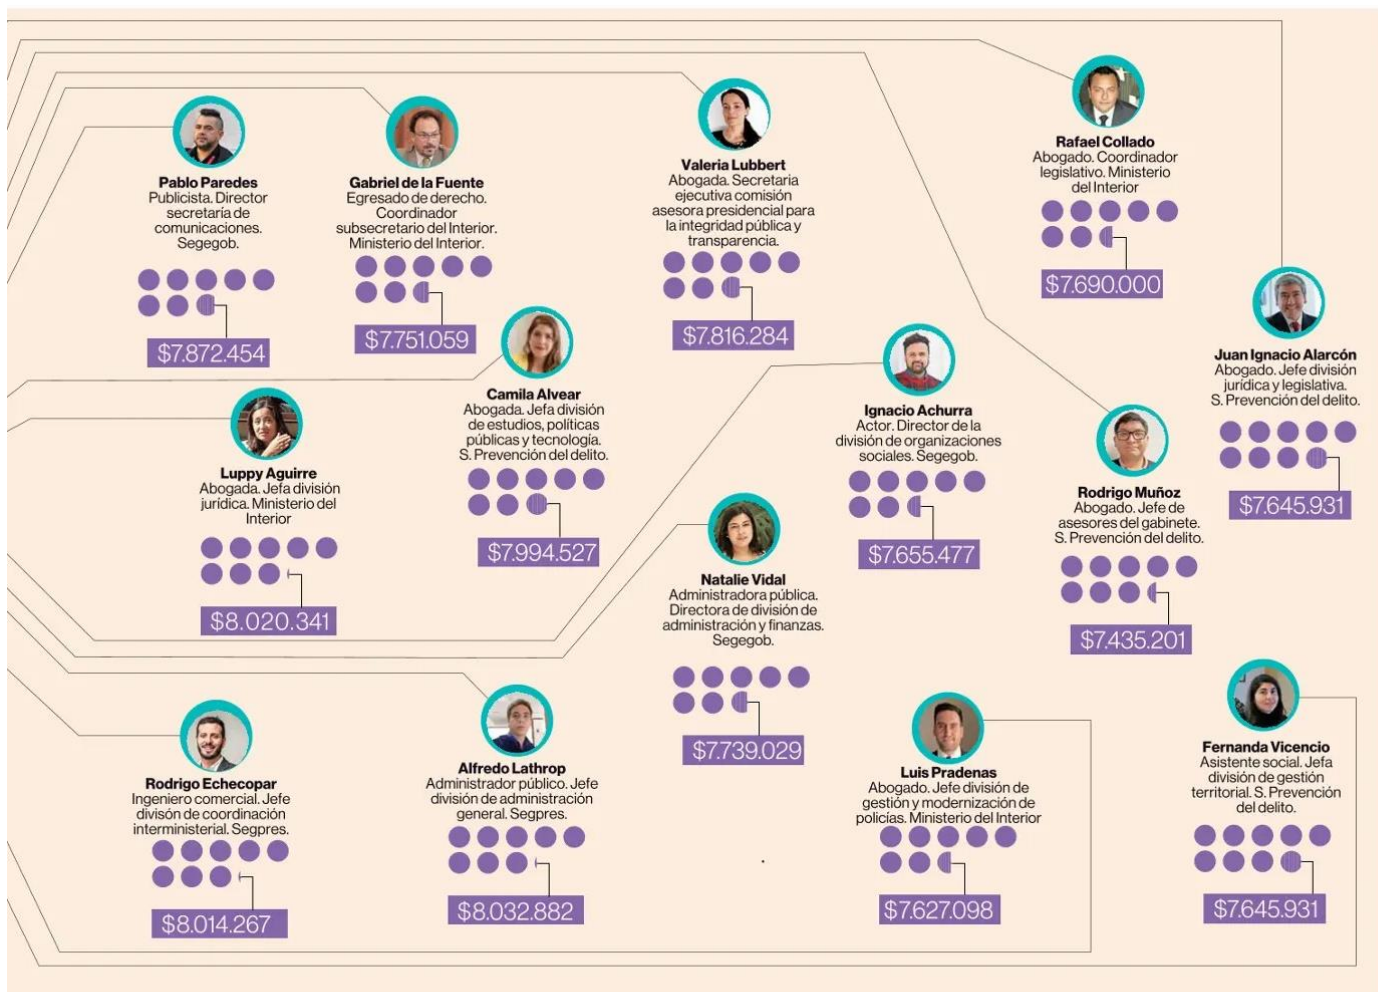 Pablo Paredes
Publicista. Director
secretaría de
comunicaciones.
Segegob.
$7.872.454
Gabriel de la Fuente
Egresado de derecho.
Coordinador
subsecretario del Interior.
Ministerio del Interior.
$7.751.059
Valeria Lubbert
Abogada. Secretaria
ejecutiva comisión
asesora presidencial para
la integridad pública y
transparencia.
$7.816.284
Rafael Collado
Abogado. Coordinador
legislativo. Ministerio
del Interior
$7.690.000
Juan Ignacio Alarcón
Abogado. Jefe división
jurídica y legislativa.
S. Prevención del delito.
$7.645.931
Camila Alvear
Abogada. Jefa división
de estudios, políticas
públicas y tecnología.
S. Prevención del delito.
$7.994.527
Luppy Aguirre
Abogada. Jefa división
jurídica. Ministerio del
Interior
$8.020.341
Ignacio Achurra
Actor. Director de la
división de organizaciones
sociales. Segegob.
$7.655.477
Rodrigo Muñoz
Abogado. Jefe de
asesores del gabinete.
S. Prevención del delito.
$7.435.201
Natalie Vidal
Administradora pública.
Directora de división de
administración y finanzas.
Segegob.
$7.739.029
Rodrigo Echecopar
Ingeniero comercial. Jefe
divisón de coordinación
interministerial. Segpres.
$8.014.267
Alfredo Lathrop
Administrador público. Jefe
división de administración
general. Segpres.
$8.032.882
Luis Pradenas
Abogado. Jefe división de
gestión y modernización de
policías. Ministerio del Interior
$7.627.098
Fernanda Vicencio
Asistente social. Jefa
división de gestión
territorial. S. Prevención
del delito.
$7.645.931